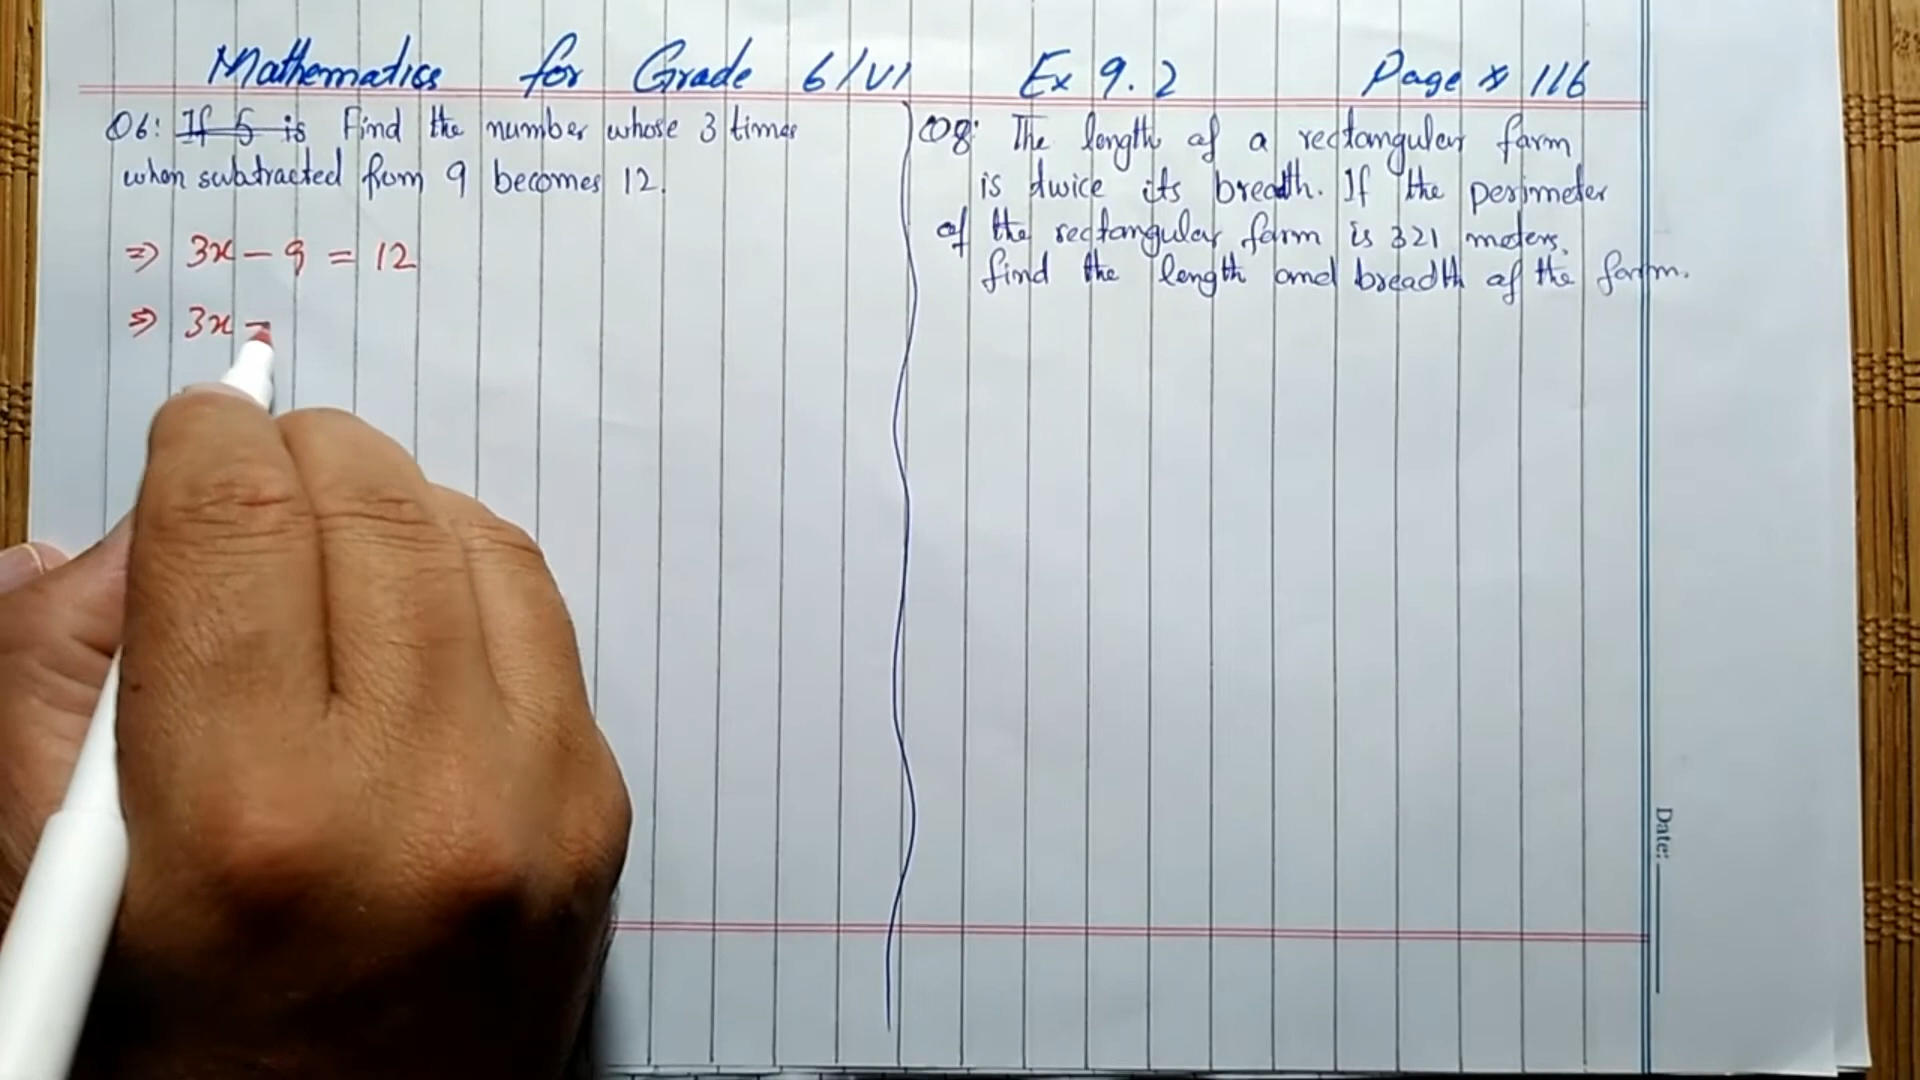 Mathematics for Grade 6/VI Ex 9.2 Page # 116
Q6: If 5 is Find the number whose 3 times
when subtracted from 9 becomes 12.
⇒ 3x - 9 = 12
⇒ 3x =
Q8: The length of a rectangular farm
is twice its breadth. If the perimeter
of the rectangular farm is 321 meters.
find the length and breadth of the farm.
Date: